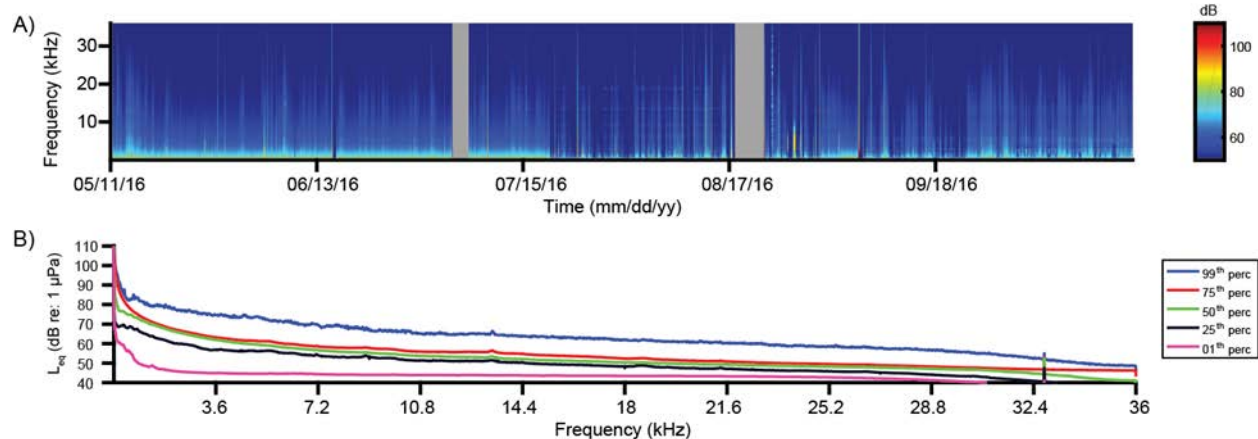 A)
Frequency (kHz)
30
20
10
05/11/16 06/13/16 07/15/16 08/17/16 09/18/16
Time (mm/dd/yy)
dB
100
80
60
B)
Leq (dB re: 1 µPa)
110
100
90
80
70
60
50
40
3.6 7.2 10.8 14.4 18 21.6 25.2 28.8 32.4 36
Frequency (kHz)
99th perc
75th perc
50th perc
25th perc
01th perc